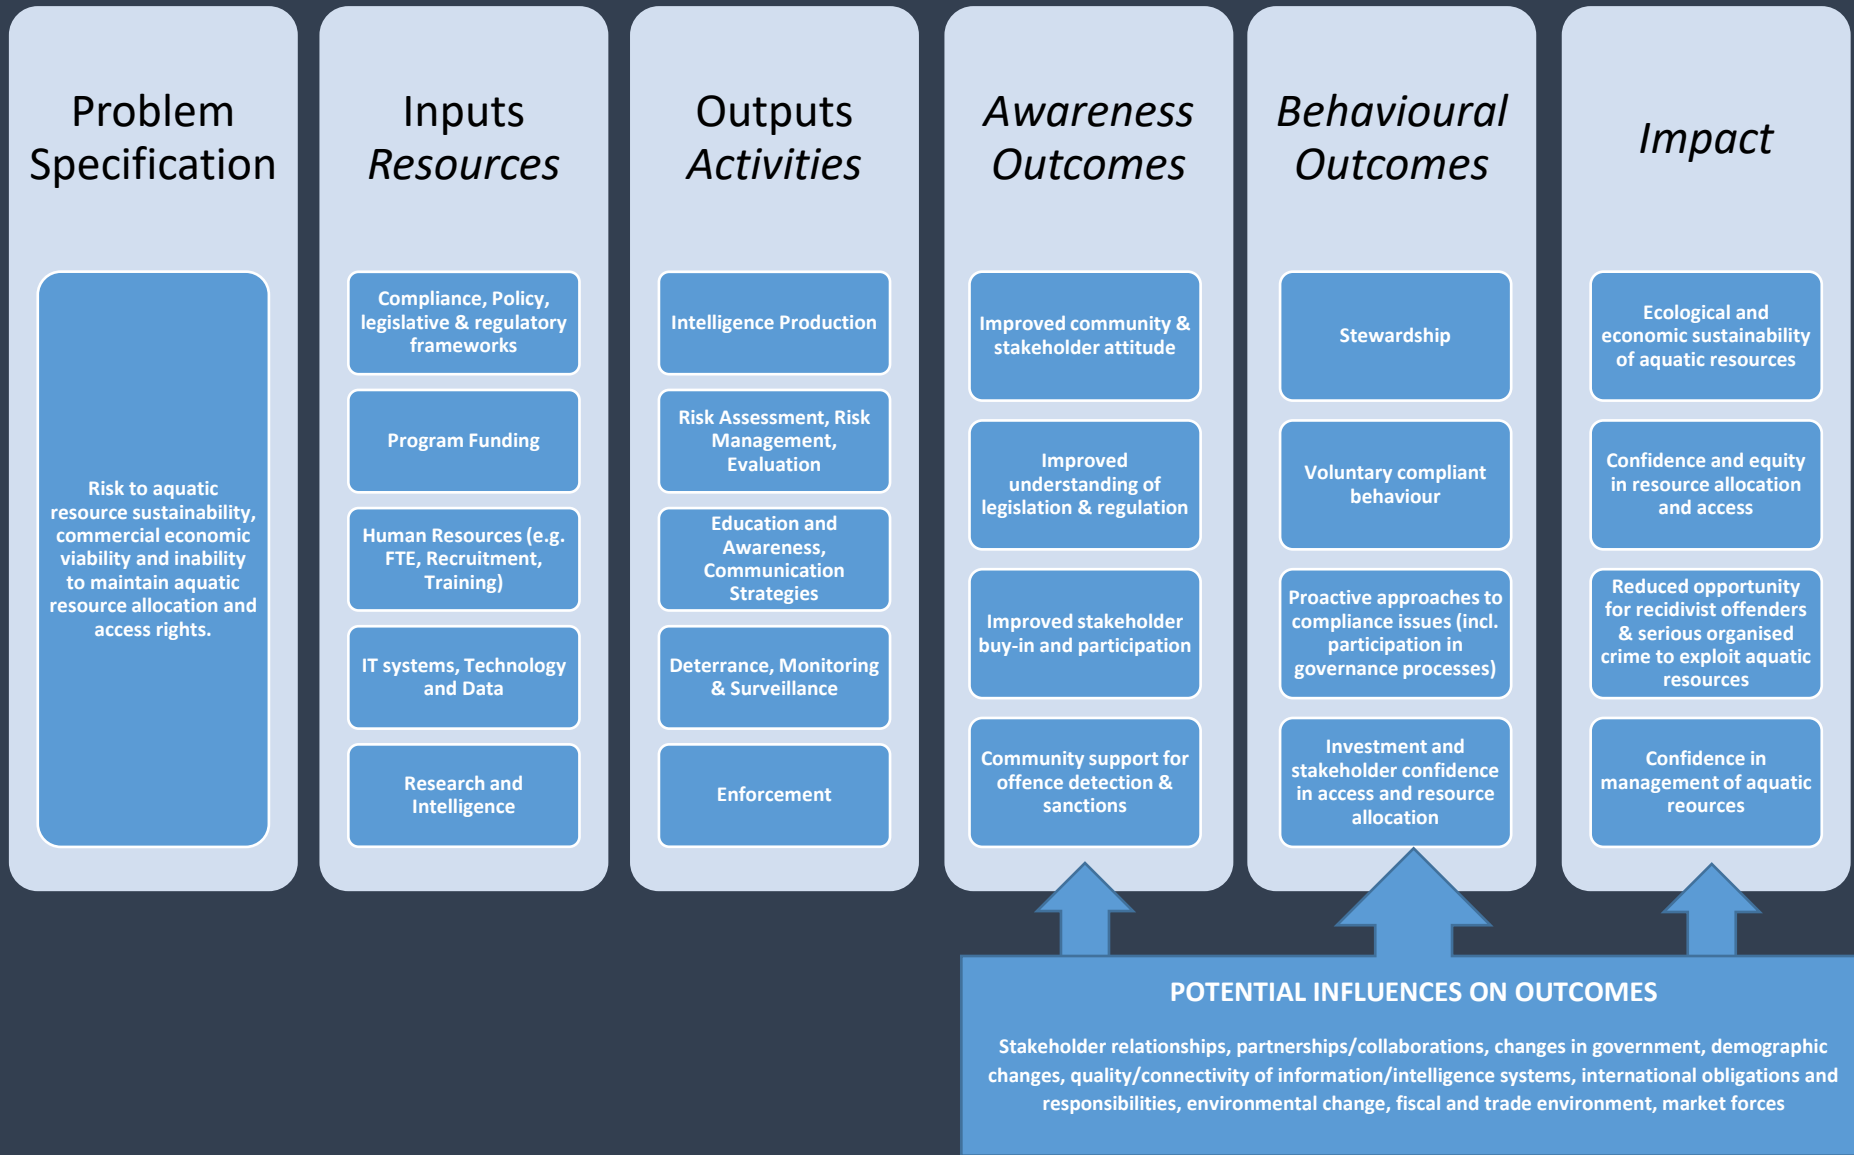 Problem
Specification
Risk to aquatic
resource sustainability,
commercial economic
viability and inability
to maintain aquatic
resource allocation and
access rights.
Inputs
Resources
Compliance, Policy,
legislative & regulatory
frameworks
Program Funding
Human Resources (e.g.
FTE, Recruitment,
Training)
IT systems, Technology
and Data
Research and
Intelligence
Outputs
Activities
Intelligence Production
Risk Assessment, Risk
Management,
Evaluation
Education and
Awareness,
Communication
Strategies
Deterrance, Monitoring
& Surveillance
Enforcement
Awareness
Outcomes
Improved community &
stakeholder attitude
Improved
understanding of
legislation & regulation
Improved stakeholder
buy-in and participation
Community support for
offence detection &
sanctions
Behavioural
Outcomes
Stewardship
Voluntary compliant
behaviour
Proactive approaches to
compliance issues (incl.
participation in
governance processes)
Investment and
stakeholder confidence
in access and resource
allocation
Impact
Ecological and
economic sustainability
of aquatic resources
Confidence and equity
in resource allocation
and access
Reduced opportunity
for recidivist offenders
& serious organised
crime to exploit aquatic
resources
Confidence in
management of aquatic
reources
POTENTIAL INFLUENCES ON OUTCOMES
Stakeholder relationships, partnerships/collaborations, changes in government, demographic
changes, quality/connectivity of information/intelligence systems, international obligations and
responsibilities, environmental change, fiscal and trade environment, market forces